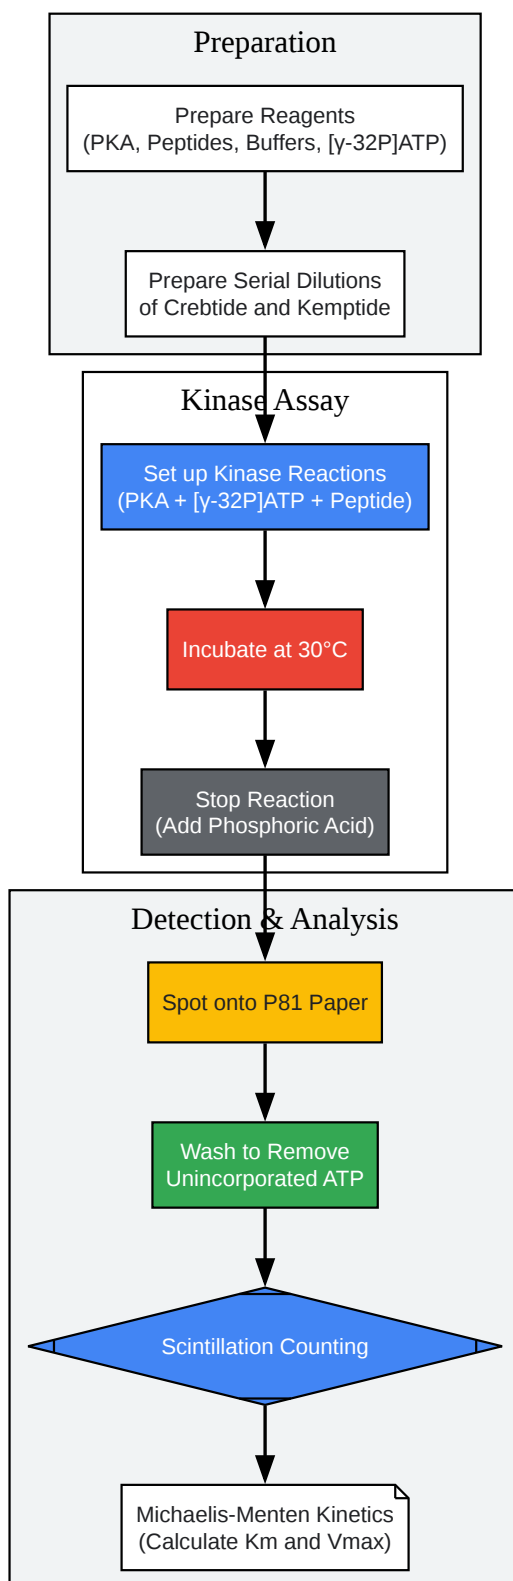 Preparation
Prepare Reagents
(PKA, Peptides, Buffers, [γ-32P]ATP)
Prepare Serial Dilutions
of Crebtide and Kemptide
Kinase Assay
Set up Kinase Reactions
(PKA + [γ-32P]ATP + Peptide)
Incubate at 30°C
Stop Reaction
(Add Phosphoric Acid)
Detection & Analysis
Spot onto P81 Paper
Wash to Remove
Unincorporated ATP
Scintillation Counting
Michaelis-Menten Kinetics
(Calculate Km and Vmax)